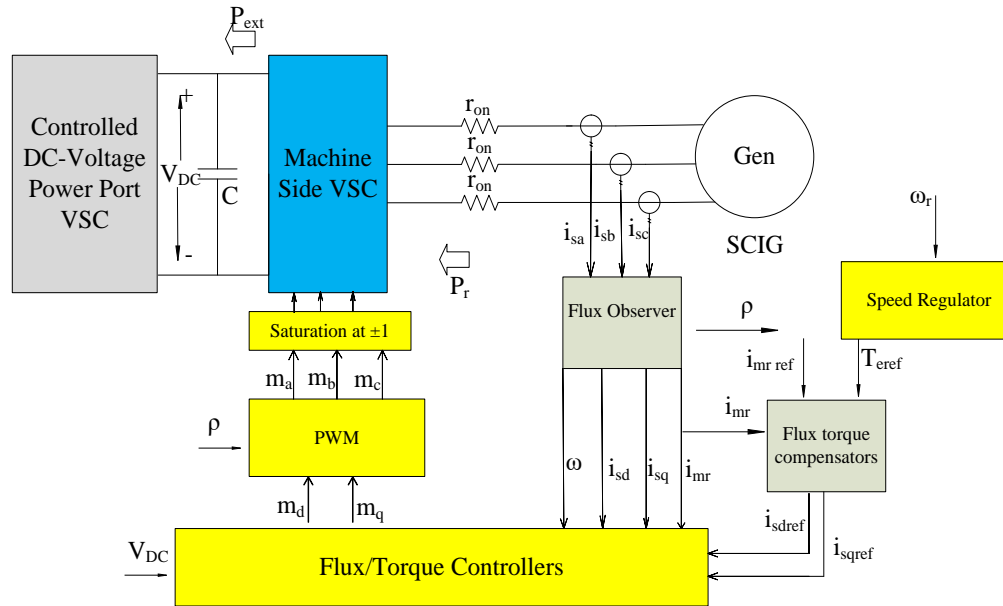 P_ext
Controlled
DC-Voltage
Power Port
VSC
+
V_DC
-
C
Machine
Side VSC
r_on
r_on
r_on
Gen
SCIG
i_sa
i_sb
i_sc
P_r
ω_r
Flux Observer
Speed Regulator
ρ
i_mr ref
T_eref
Saturation at ±1
m_a
m_b
m_c
i_mr
Flux torque
compensators
ρ
PWM
ω
i_sd
i_sq
i_mr
m_d
m_q
i_sdref
i_sqref
V_DC
Flux/Torque Controllers